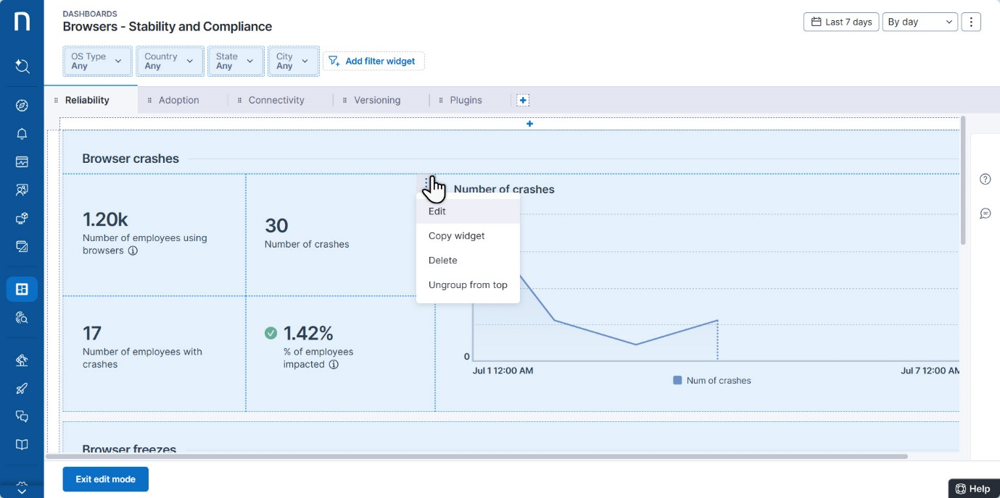 DASHBOARDS
Browsers - Stability and Compliance
Last 7 days
By day
OS Type
Any
Country
Any
State
Any
City
Any
Add filter widget
Reliability
Adoption
Connectivity
Versioning
Plugins
Browser crashes
1.20k
Number of employees using
browsers
30
Number of crashes
17
Number of employees with
crashes
1.42%
% of employees
impacted
Number of crashes
Edit
Copy widget
Delete
Ungroup from top
0
Jul 1 12:00 AM
Jul 7 12:00 AM
Num of crashes
Browser freezes
Exit edit mode
Help